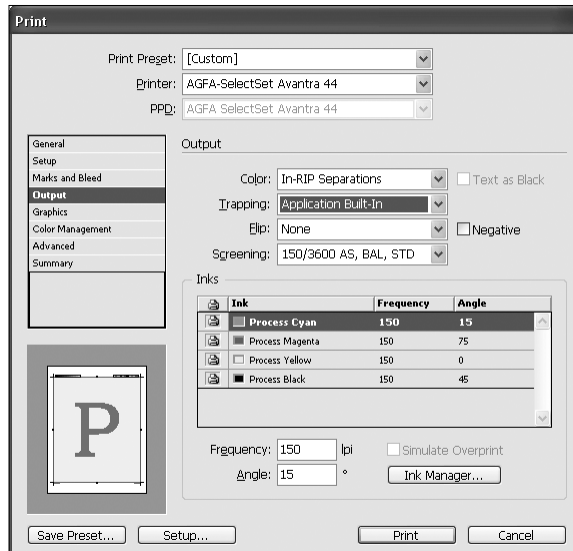 Print
Print Preset: [Custom]
Printer: AGFA-SelectSet Avantra 44
PPD: AGFA SelectSet Avantra 44
General
Setup
Marks and Bleed
Output
Graphics
Color Management
Advanced
Summary
Output
Color: In-RIP Separations Text as Black
Trapping: Application Built-In
Flip: None Negative
Screening: 150/3600 AS, BAL, STD
Inks
Ink Frequency Angle
Process Cyan 150 15
Process Magenta 150 75
Process Yellow 150 0
Process Black 150 45
P
Frequency: 150 lpi Simulate Overprint
Angle: 15 ° Ink Manager...
Save Preset... Setup... Print Cancel